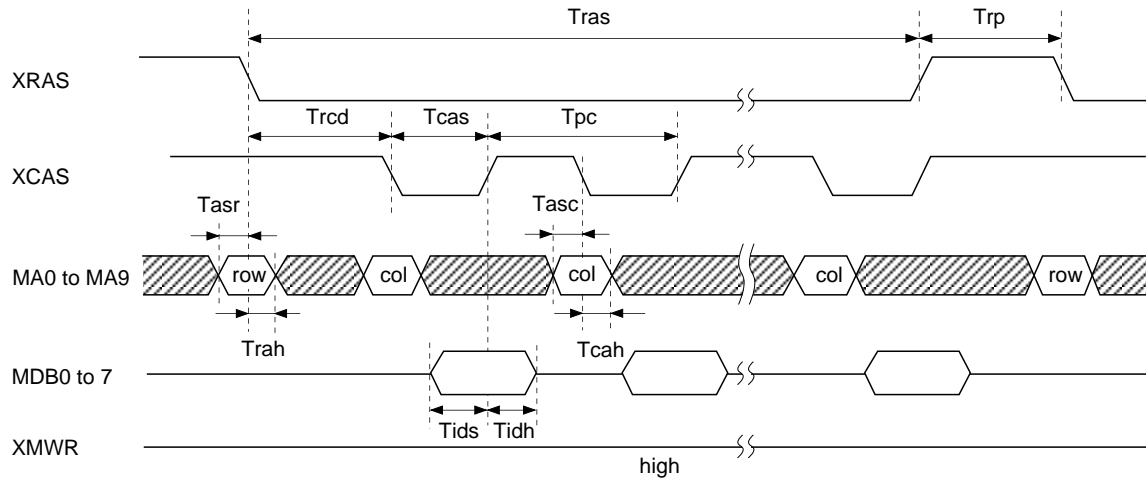 Tras Trp
XRAS
Trcd Tcas Tpc
XCAS
Tasr Tasc
MA0 to MA9 row col col col row
Trah Tcah
MDB0 to 7
Tids Tidh
XMWR
high